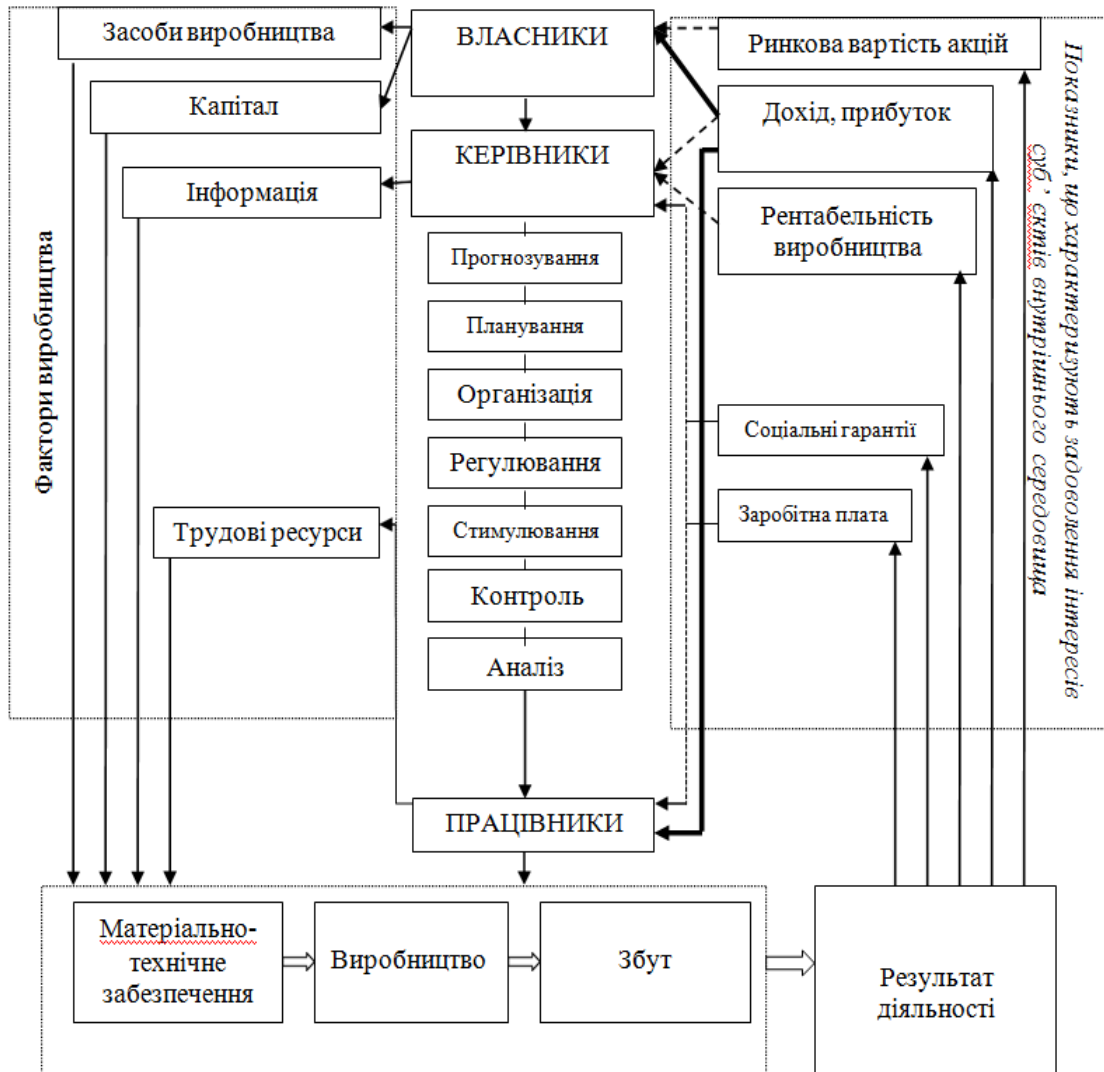 Засоби виробництва
ВЛАСНИКИ
Ринкова вартість акцій
Капітал
Дохід, прибуток
КЕРІВНИКИ
Інформація
Рентабельність
виробництва
Прогнозування
Планування
Організація
Соціальні гарантії
Регулювання
Заробітна плата
Трудові ресурси
Стимулювання
Контроль
Аналіз
Фактори виробництва
Показники, що характеризують задоволення інтересів
суб’єктів внутрішнього середовища
ПРАЦІВНИКИ
Матеріально-
технічне
забезпечення
Виробництво
Збут
Результат
діяльності